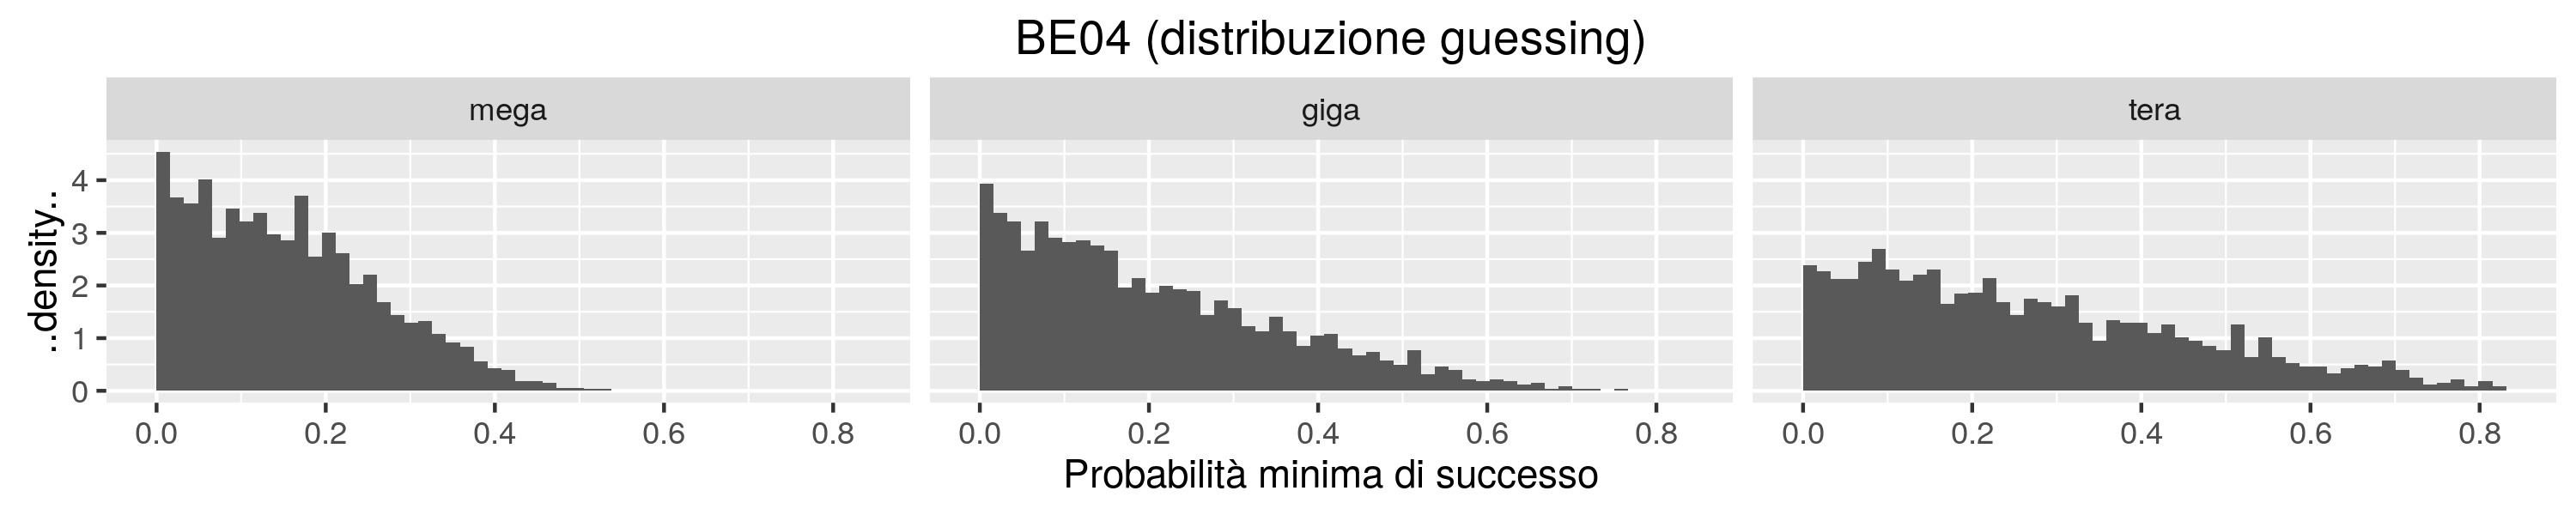 BE04 (distribuzione guessing)
mega
giga
tera
..density..
4
3
2
1
0
0.0 0.2 0.4 0.6 0.8
0.0 0.2 0.4 0.6 0.8
0.0 0.2 0.4 0.6 0.8
Probabilità minima di successo